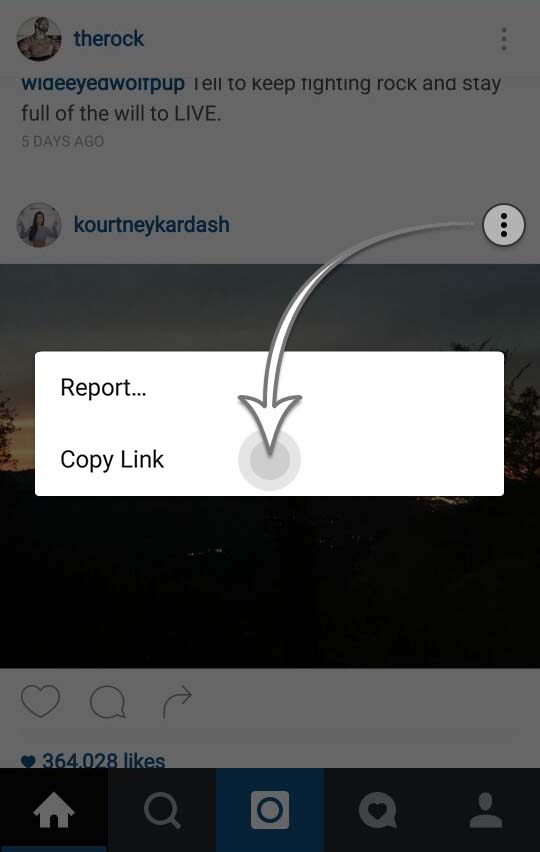 therock
wideeyedwolfpup Tell to keep fighting rock and stay
full of the will to LIVE.
5 DAYS AGO
kourtneykardash
Report...
Copy Link
364,028 likes